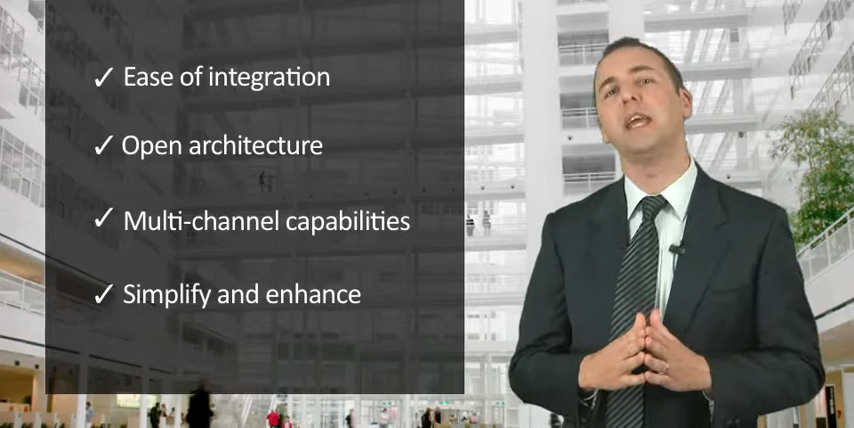 ✓ Ease of integration
✓ Open architecture
✓ Multi-channel capabilities
✓ Simplify and enhance